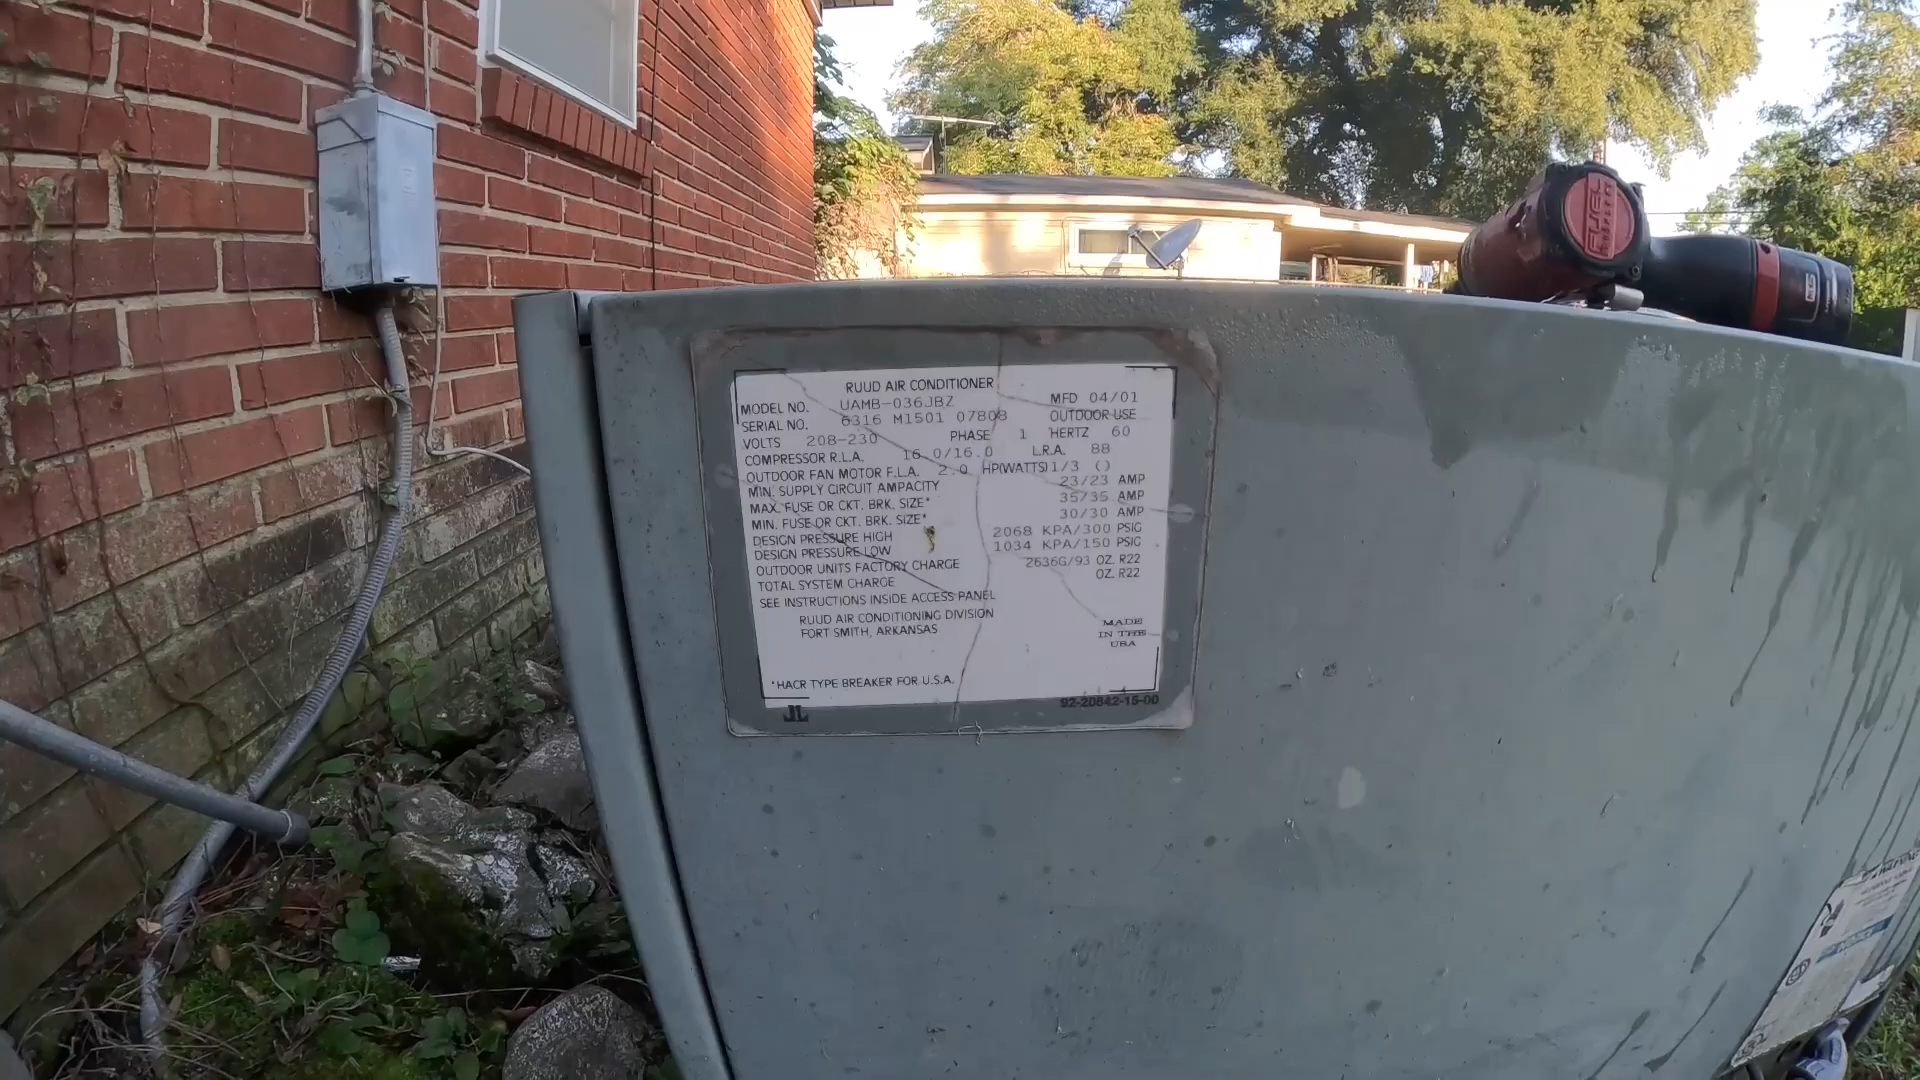 RUUD AIR CONDITIONER
MODEL NO. UAMB-036JBZ MFD 04/01
SERIAL NO. 6316 M1501 07808 OUTDOOR USE
VOLTS 208-230 PHASE 1 HERTZ 60
COMPRESSOR R.L.A. 16.0/16.0 L.R.A. 88
OUTDOOR FAN MOTOR F.L.A. 2.0 HP(WATTS) 1/3 ()
MIN. SUPPLY CIRCUIT AMPACITY 23/23 AMP
MAX. FUSE OR CKT. BRK. SIZE* 35/35 AMP
MIN. FUSE OR CKT. BRK. SIZE* 30/30 AMP
DESIGN PRESSURE HIGH 2068 KPA/300 PSIG
DESIGN PRESSURE LOW 1034 KPA/150 PSIG
OUTDOOR UNITS FACTORY CHARGE 2636G/93 OZ. R22
TOTAL SYSTEM CHARGE OZ. R22
SEE INSTRUCTIONS INSIDE ACCESS PANEL
RUUD AIR CONDITIONING DIVISION
FORT SMITH, ARKANSAS
MADE
IN THE
USA
*HACR TYPE BREAKER FOR U.S.A.
92-20842-15-00
FUEL